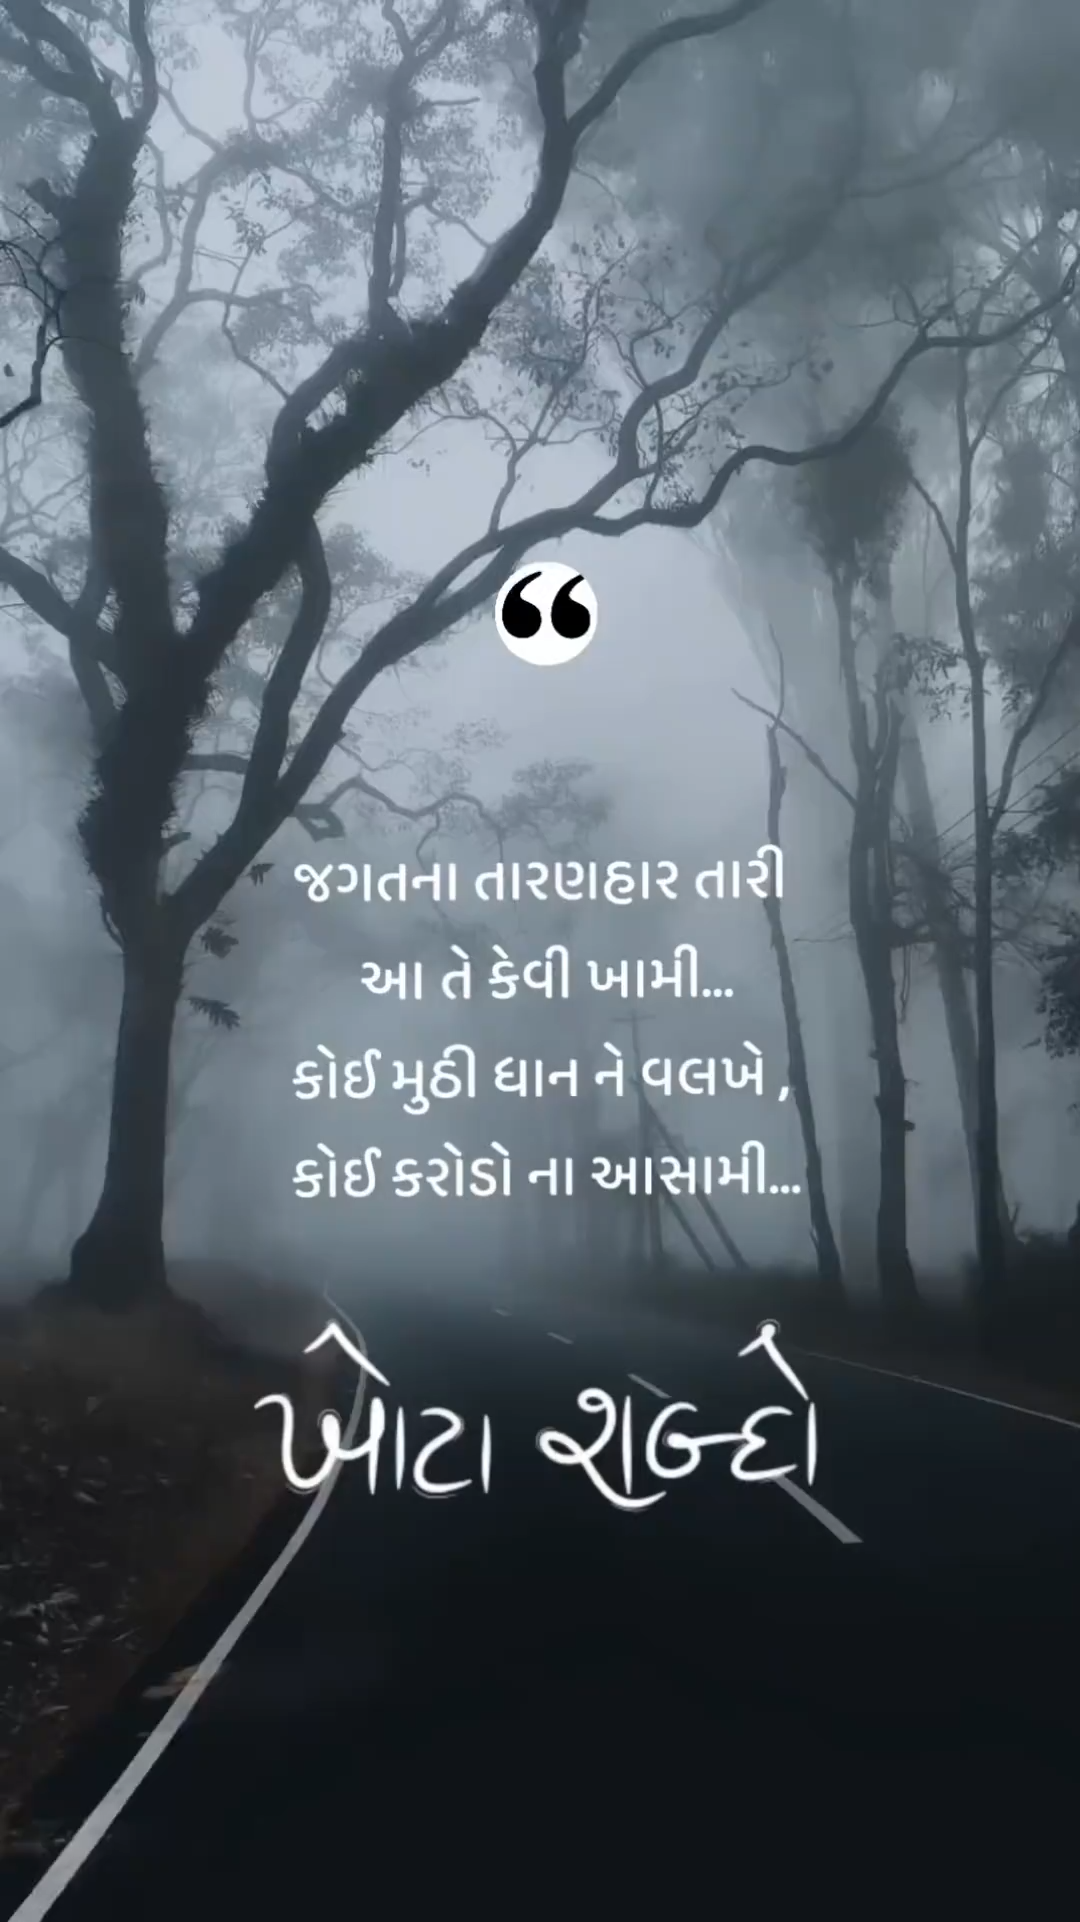 ❝
જગતના તારણહાર તારી
આ તે કેવી ખામી...
કોઈ મુઠી ધાન ને વલખે ,
કોઈ કરોડો ના આસામી...
ખોટા શબ્દો